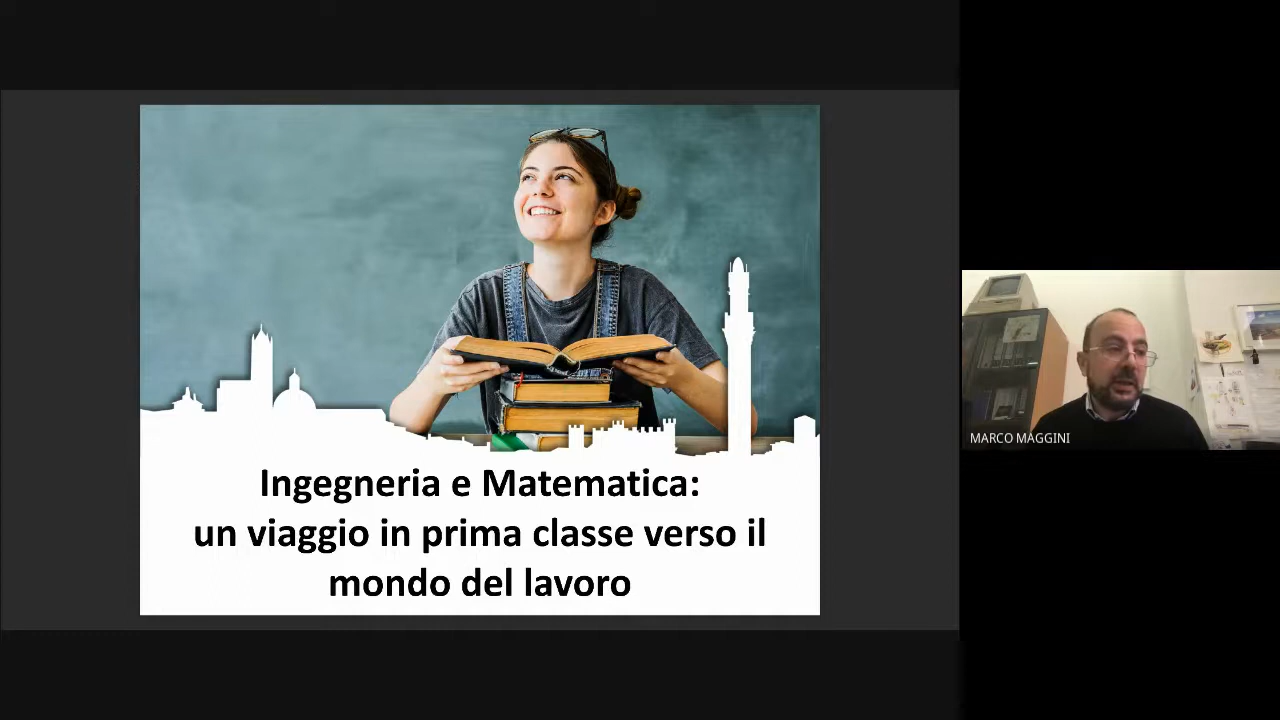 Ingegneria e Matematica:
un viaggio in prima classe verso il
mondo del lavoro
MARCO MAGGINI